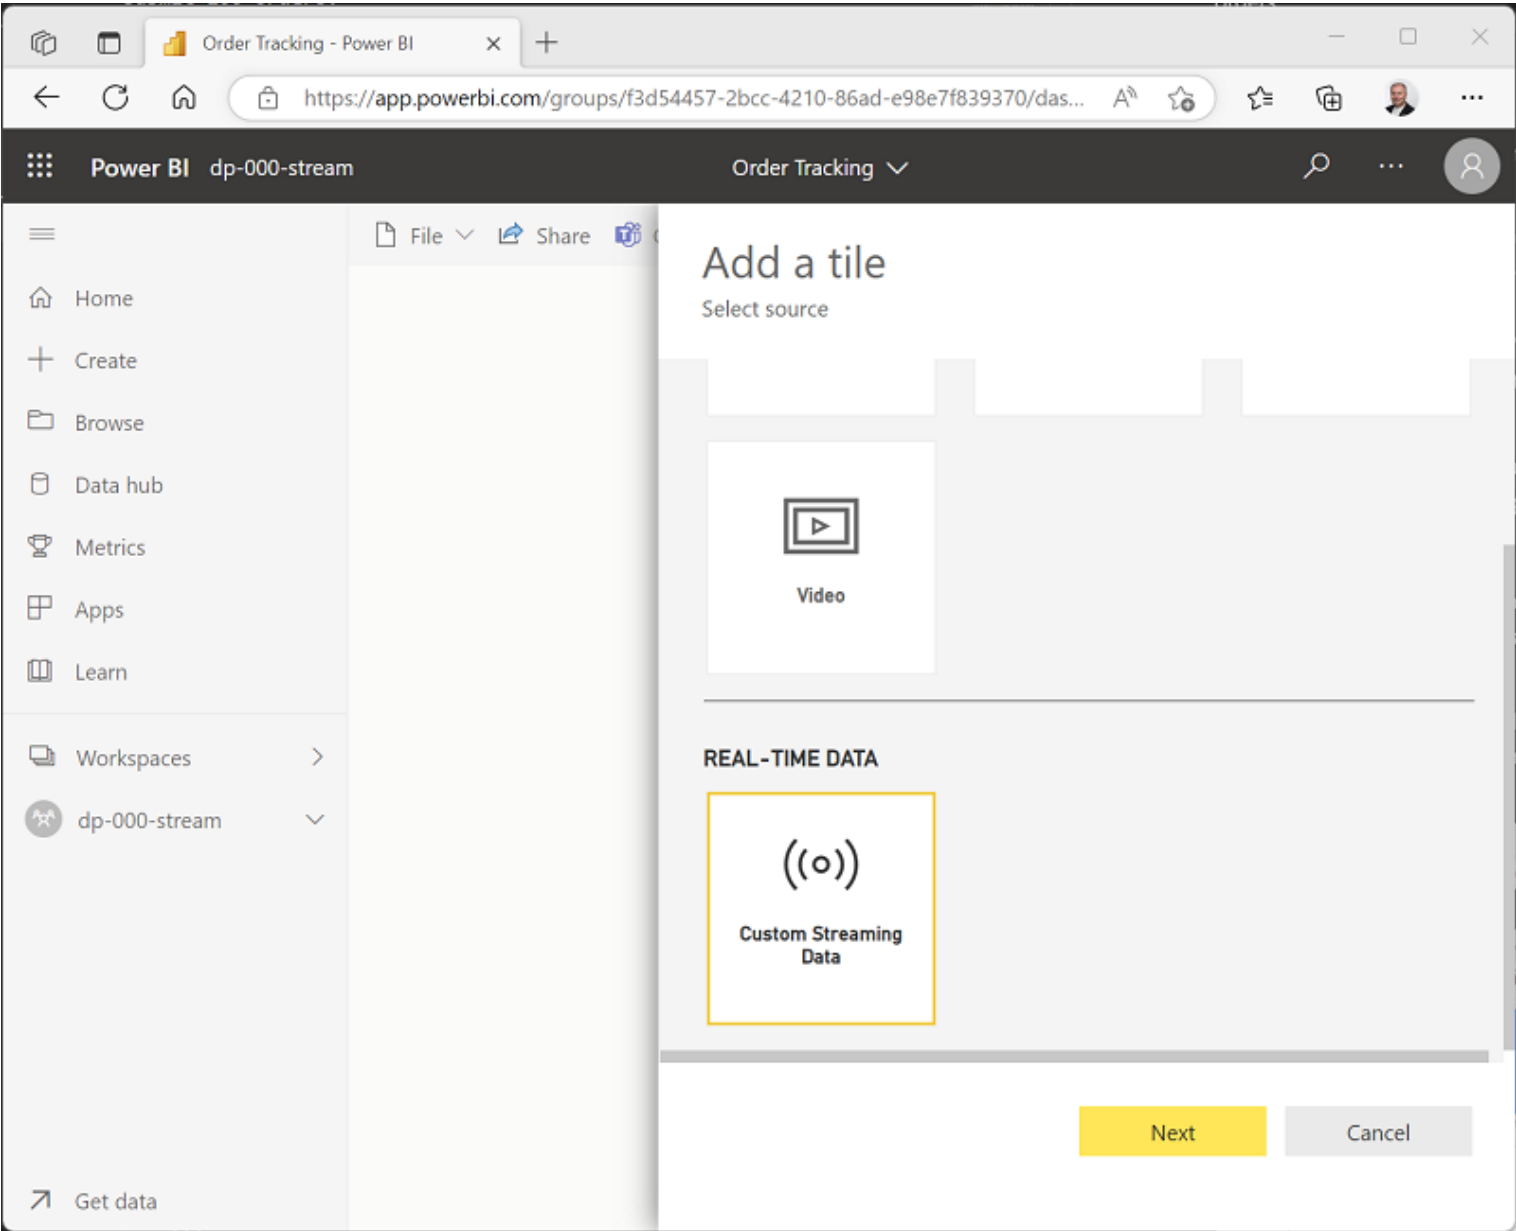 Order Tracking - Power BI
https://app.powerbi.com/groups/f3d54457-2bcc-4210-86ad-e98e7f839370/das...
Power BI dp-000-stream Order Tracking
File Share
Add a tile
Select source
Home
Create
Browse
Data hub
Metrics
Apps
Learn
Workspaces
dp-000-stream
Get data
Video
REAL-TIME DATA
Custom Streaming
Data
Next Cancel